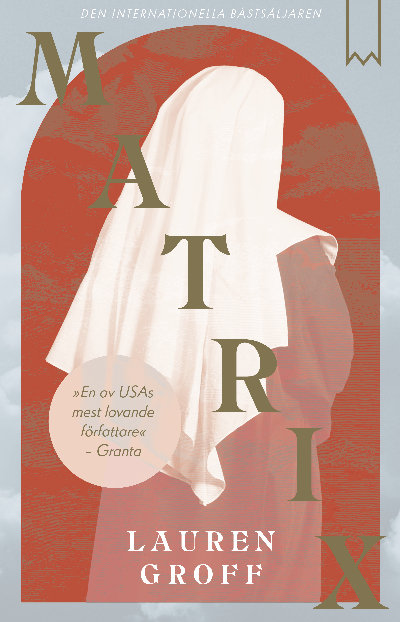 DEN INTERNATIONELLA BÄSTSÄLJAREN
MATRIX
»En av USAs
mest lovande
författare«
– Granta
LAUREN
GROFF